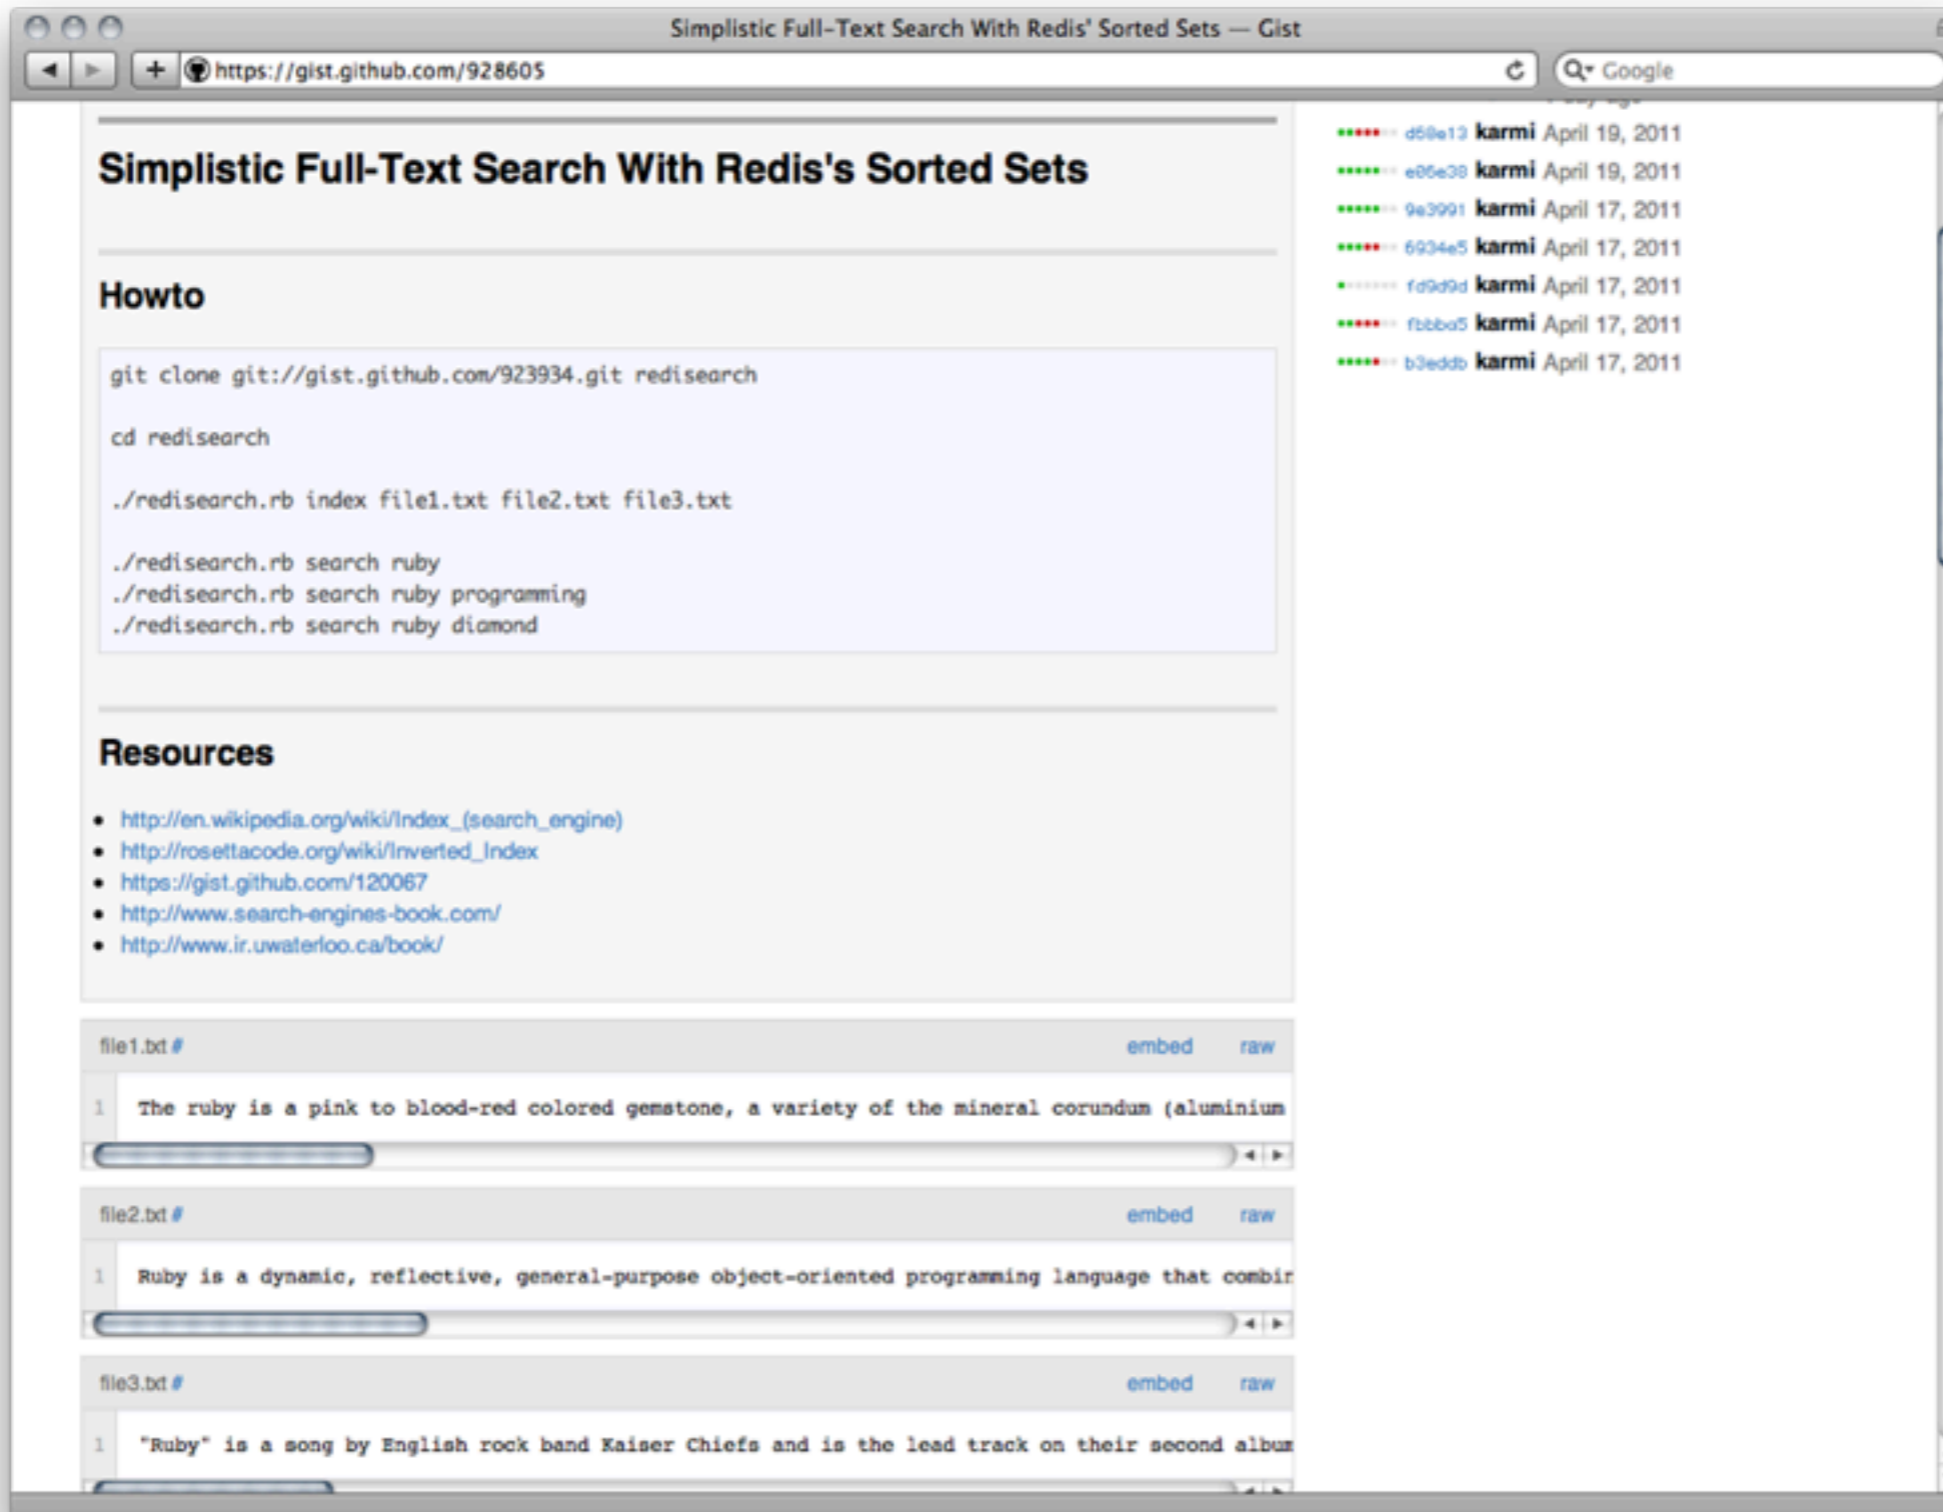 Simplistic Full-Text Search With Redis' Sorted Sets — Gist
https://gist.github.com/928605
Google
Simplistic Full-Text Search With Redis's Sorted Sets
Howto
git clone git://gist.github.com/923934.git redisearch
cd redisearch
./redisearch.rb index file1.txt file2.txt file3.txt
./redisearch.rb search ruby
./redisearch.rb search ruby programming
./redisearch.rb search ruby diamond
Resources
• http://en.wikipedia.org/wiki/Index_(search_engine)
• http://rosettacode.org/wiki/Inverted_Index
• https://gist.github.com/120067
• http://www.search-engines-book.com/
• http://www.ir.uwaterloo.ca/book/
file1.txt # embed raw
1 The ruby is a pink to blood-red colored gemstone, a variety of the mineral corundum (aluminium
file2.txt # embed raw
1 Ruby is a dynamic, reflective, general-purpose object-oriented programming language that combin
file3.txt # embed raw
1 "Ruby" is a song by English rock band Kaiser Chiefs and is the lead track on their second album
karmi April 19, 2011
e06e38 karmi April 19, 2011
9e3991 karmi April 17, 2011
6934e5 karmi April 17, 2011
fd9d9d karmi April 17, 2011
fbbba5 karmi April 17, 2011
b3eddb karmi April 17, 2011